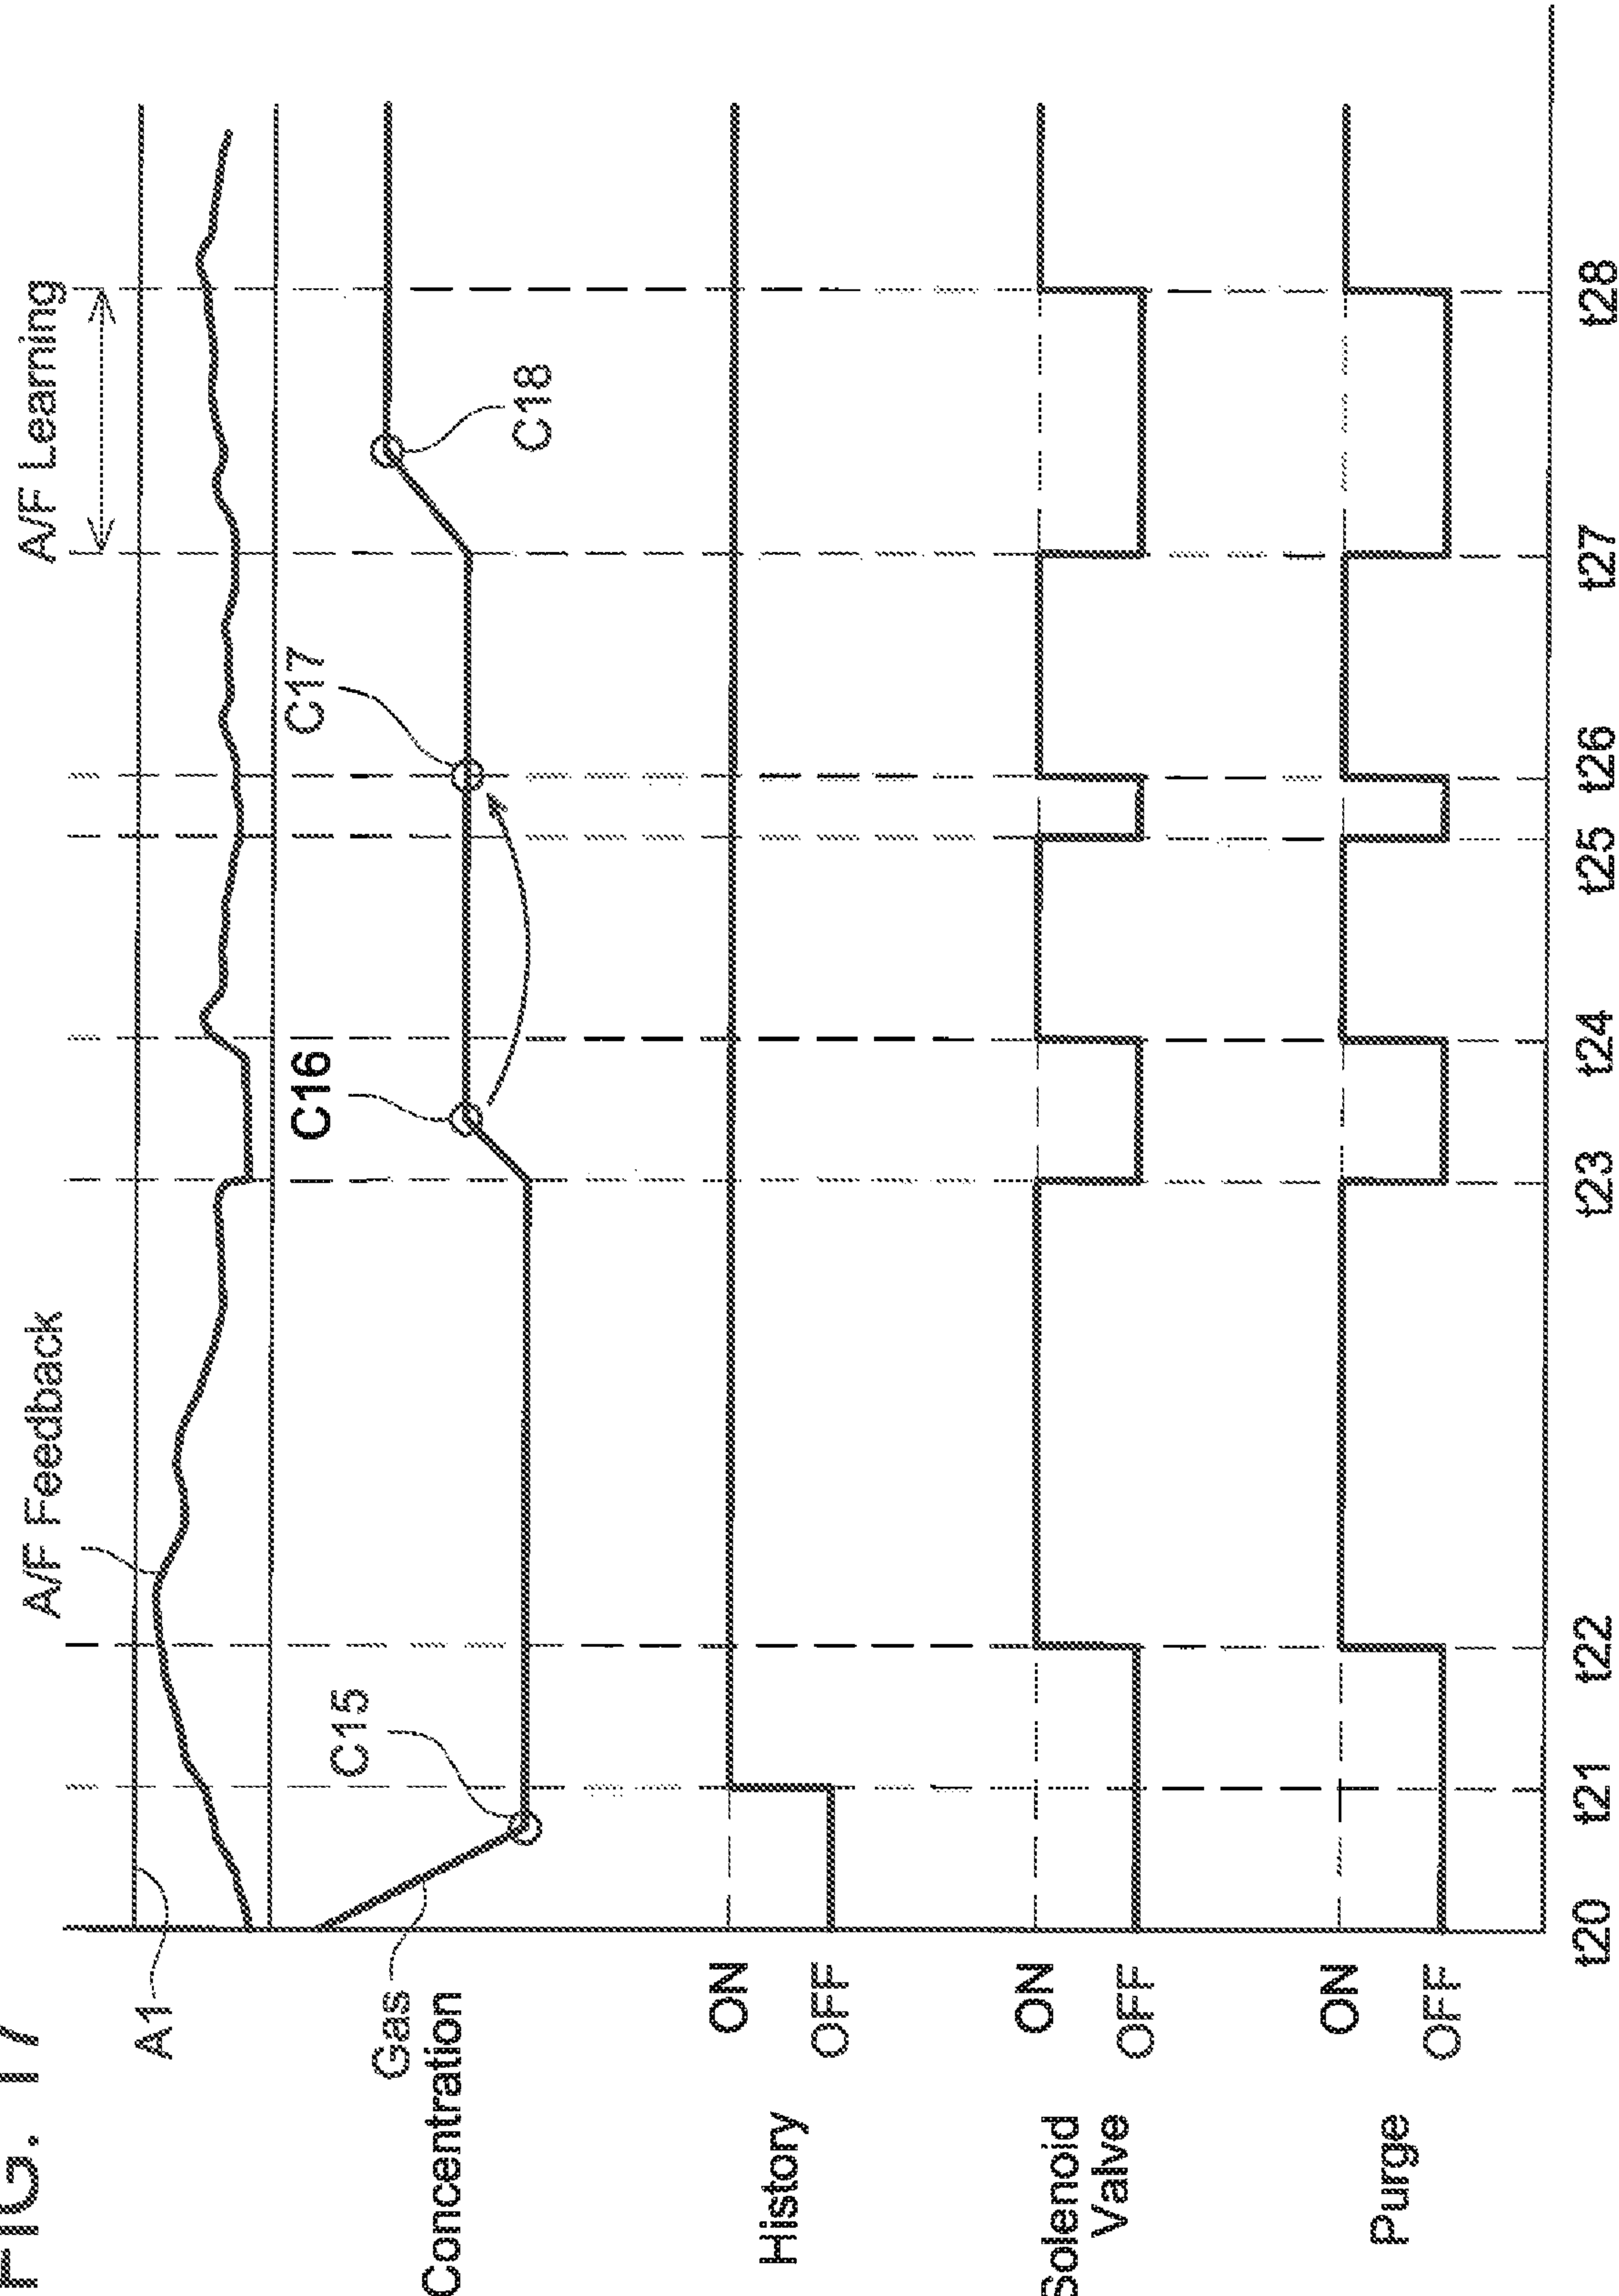 FIG. 17
A/F Feedback
A/F Learning
A1
C15
C16
C17
C18
Gas
Concentration
History
ON
OFF
Solenoid
Valve
ON
OFF
Purge
ON
OFF
t20
t21
t22
t23
t24
t25
t26
t27
t28